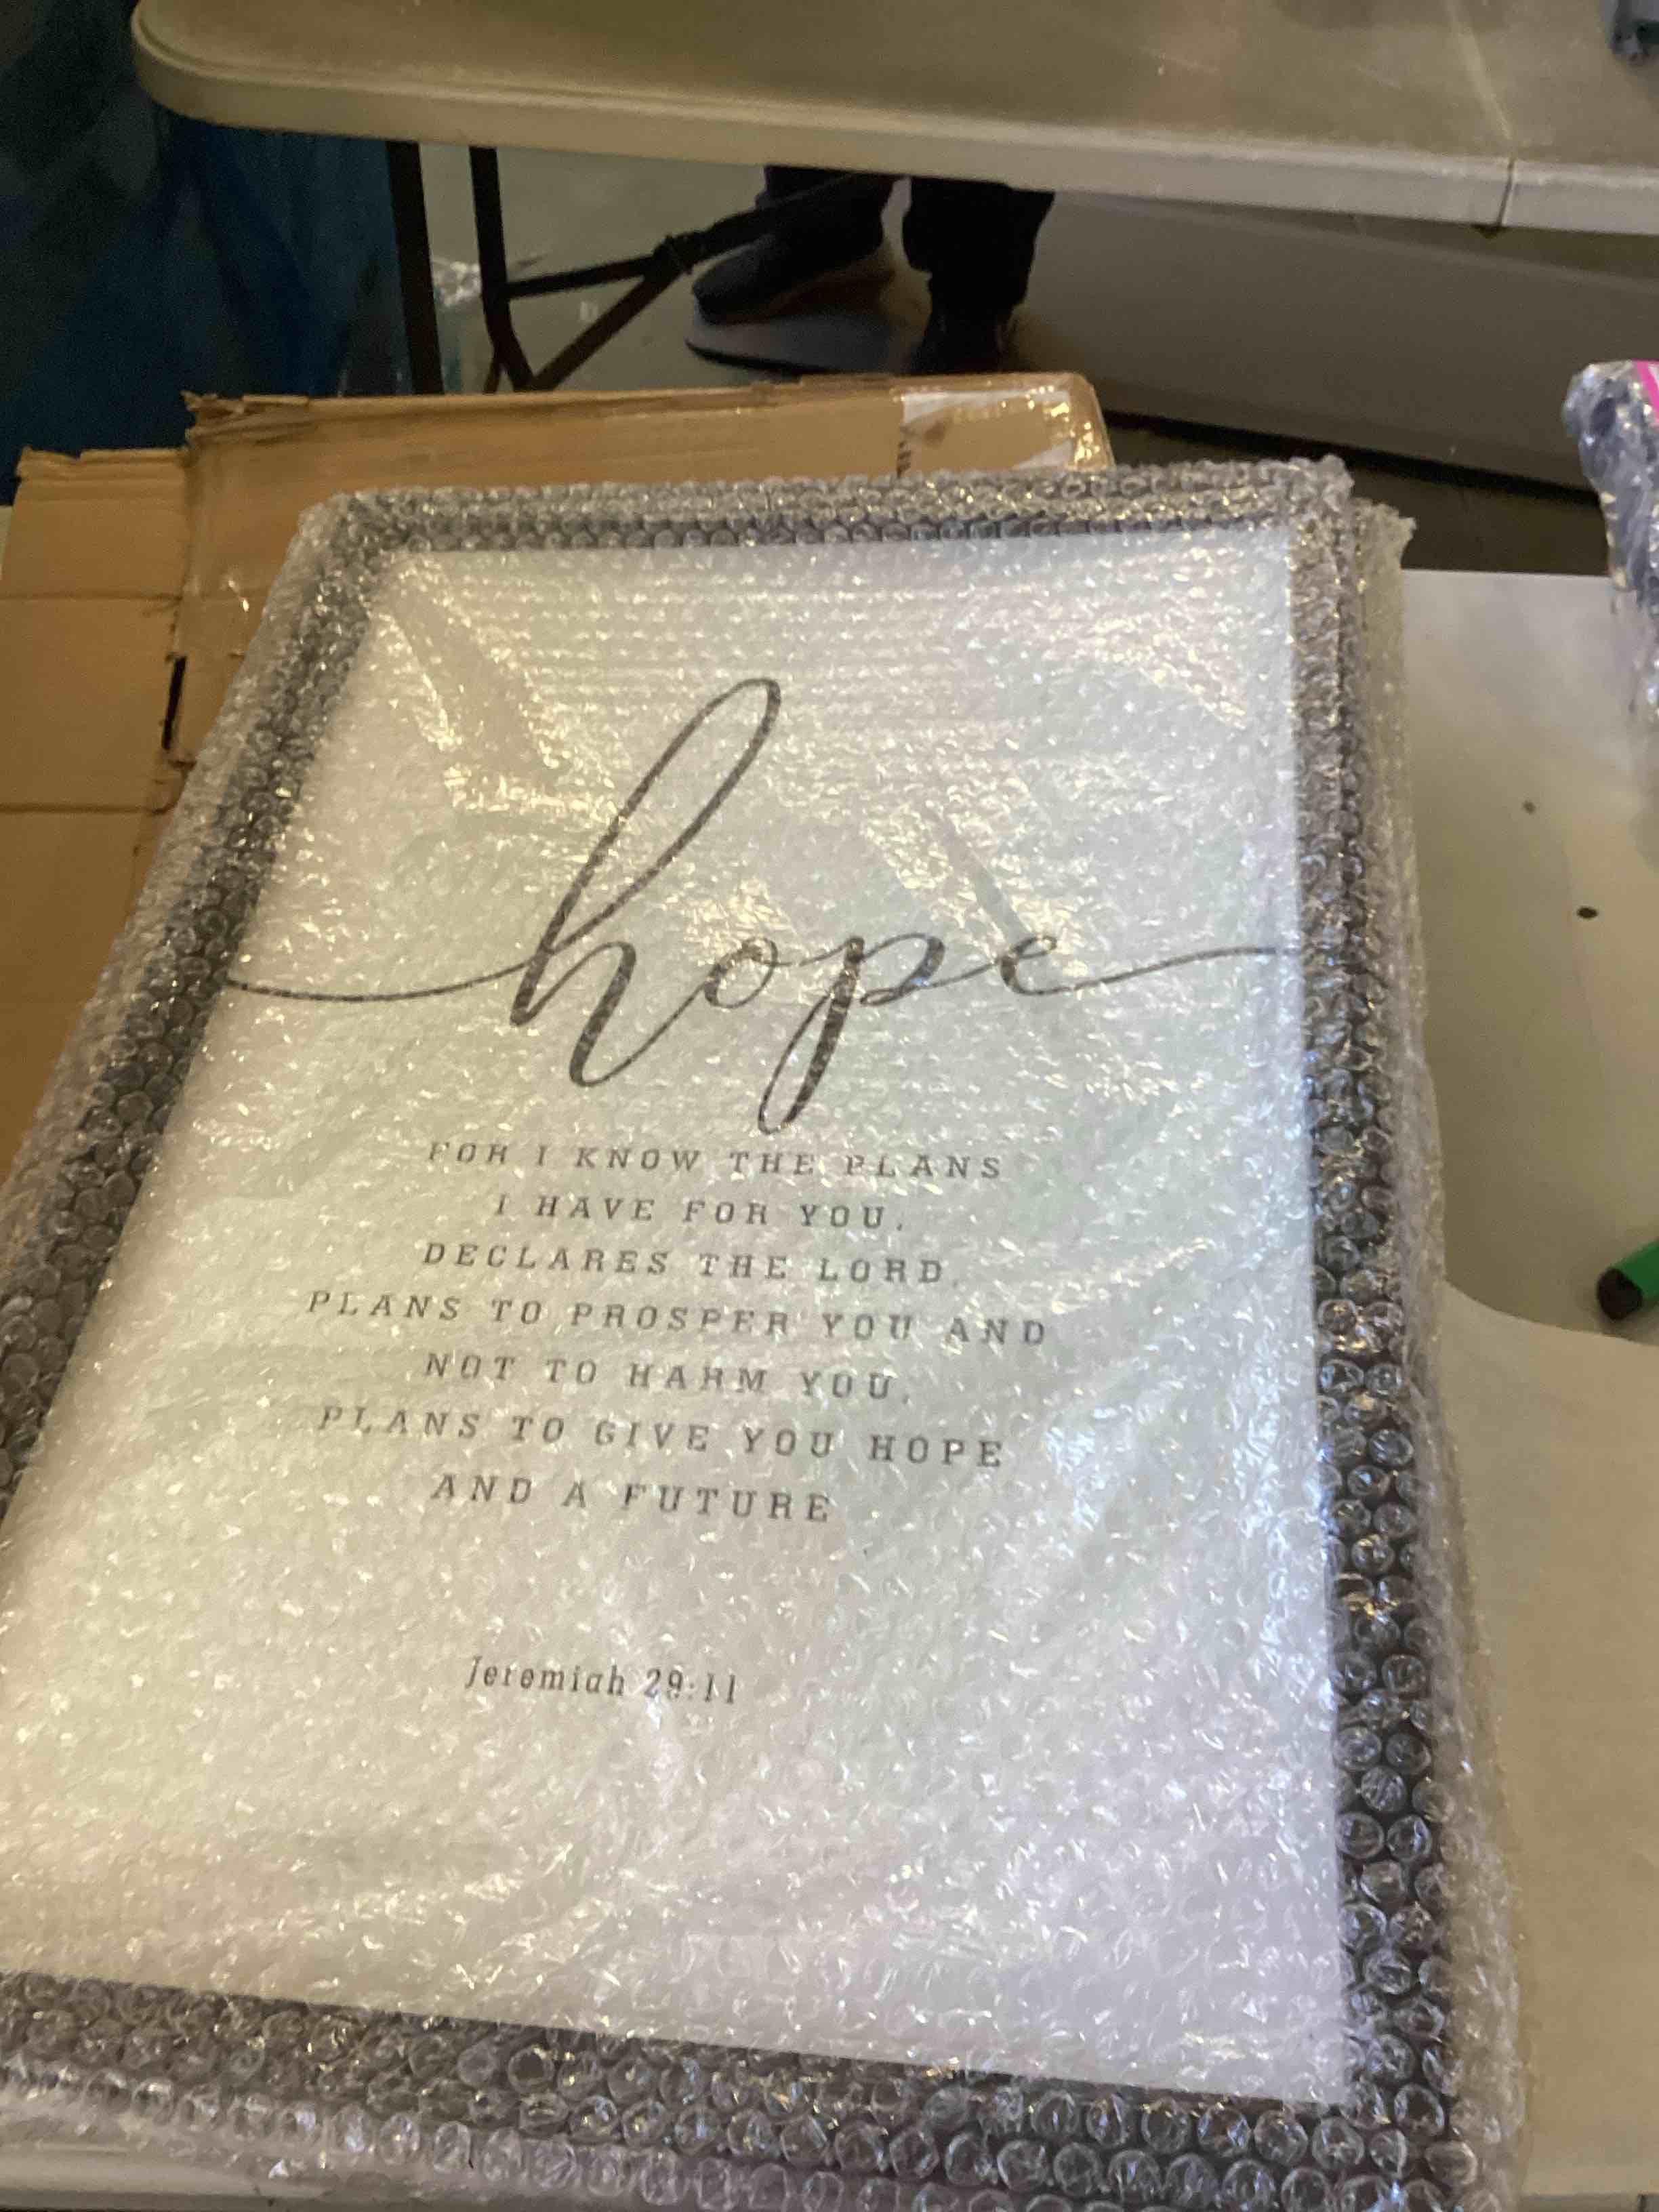 hope
FOR I KNOW THE PLANS
I HAVE FOR YOU,
DECLARES THE LORD,
PLANS TO PROSPER YOU AND
NOT TO HARM YOU,
PLANS TO GIVE YOU HOPE
AND A FUTURE
Jeremiah 29:11